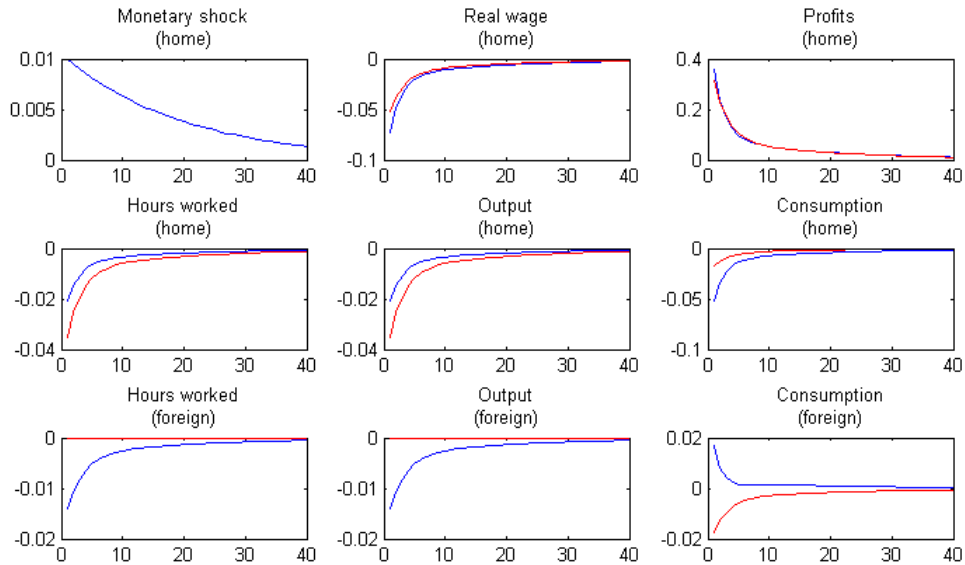 Monetary shock
(home)
Real wage
(home)
Profits
(home)
0.01
0.005
0
0 10 20 30 40
0
-0.05
-0.1
0 10 20 30 40
0.4
0.2
0
0 10 20 30 40
Hours worked
(home)
Output
(home)
Consumption
(home)
0
-0.02
-0.04
0 10 20 30 40
0
-0.02
-0.04
0 10 20 30 40
0
-0.05
-0.1
0 10 20 30 40
Hours worked
(foreign)
Output
(foreign)
Consumption
(foreign)
0
-0.01
-0.02
0 10 20 30 40
0
-0.01
-0.02
0 10 20 30 40
0.02
0
-0.02
0 10 20 30 40